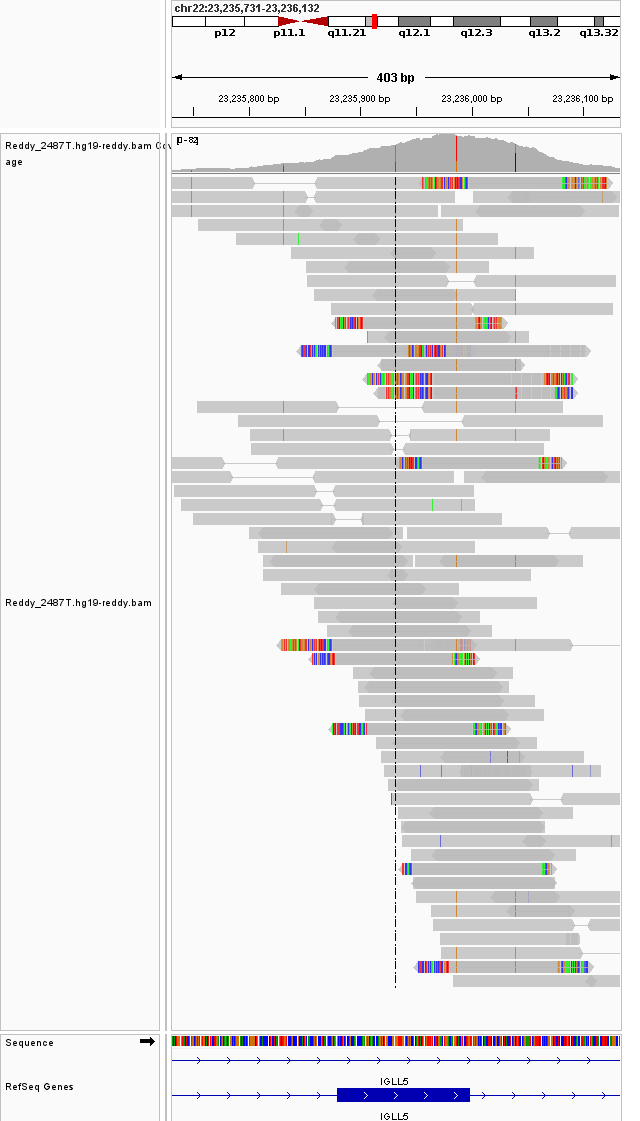 chr22:23,235,731-23,236,132
p12 p11.1 q11.21 q12.1 q12.3 q13.2 q13.32
403 bp
23,235,800 bp 23,235,900 bp 23,236,000 bp 23,236,100 bp
[0-82]
Reddy_2487T.hg19-reddy.bam Cov
age
Reddy_2487T.hg19-reddy.bam
Sequence
RefSeq Genes
IGLL5
IGLL5